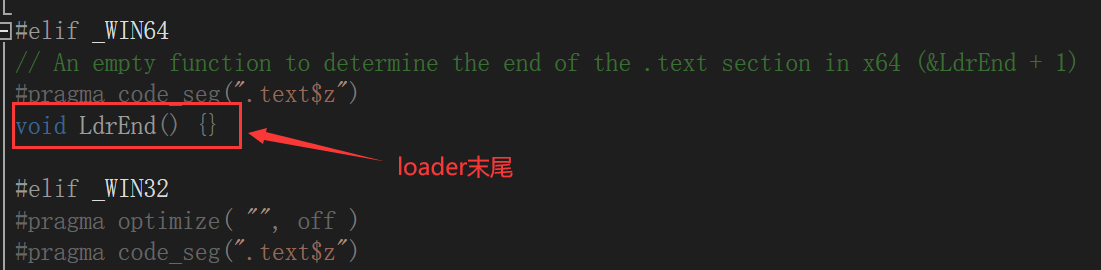 #elif _WIN64
// An empty function to determine the end of the .text section in x64 (&LdrEnd + 1)
#pragma code_seg(".text$z")
void LdrEnd() {}
loader末尾
#elif _WIN32
#pragma optimize( "", off )
#pragma code_seg(".text$z")